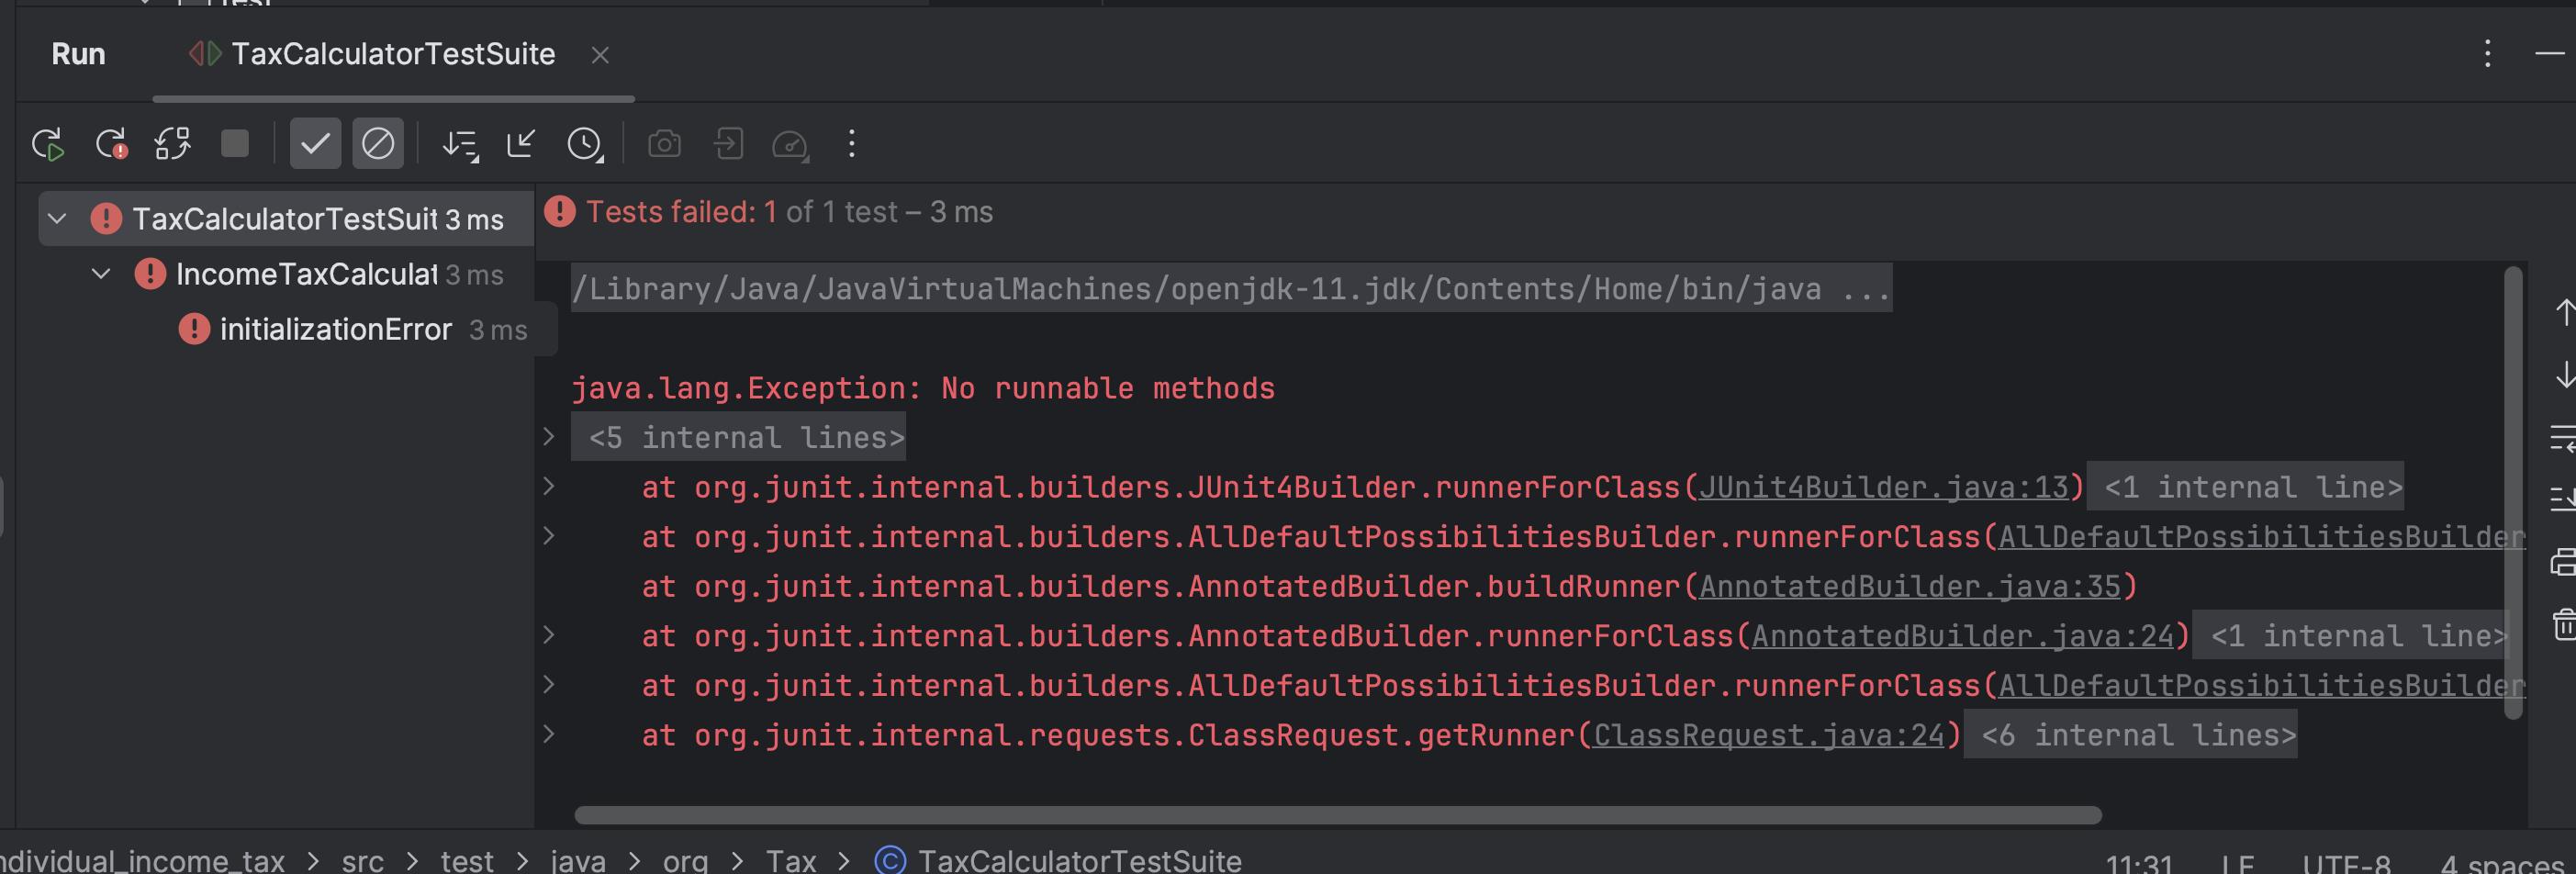 Run TaxCalculatorTestSuite
TaxCalculatorTestSuit 3 ms
IncomeTaxCalculat 3 ms
initializationError 3 ms
Tests failed: 1 of 1 test – 3 ms
/Library/Java/JavaVirtualMachines/openjdk-11.jdk/Contents/Home/bin/java ...
java.lang.Exception: No runnable methods
<5 internal lines>
at org.junit.internal.builders.JUnit4Builder.runnerForClass(JUnit4Builder.java:13) <1 internal line>
at org.junit.internal.builders.AllDefaultPossibilitiesBuilder.runnerForClass(AllDefaultPossibilitiesBuilder
at org.junit.internal.builders.AnnotatedBuilder.buildRunner(AnnotatedBuilder.java:35)
at org.junit.internal.builders.AnnotatedBuilder.runnerForClass(AnnotatedBuilder.java:24) <1 internal line>
at org.junit.internal.builders.AllDefaultPossibilitiesBuilder.runnerForClass(AllDefaultPossibilitiesBuilder
at org.junit.internal.requests.ClassRequest.getRunner(ClassRequest.java:24) <6 internal lines>
ndividual_income_tax > src > test > java > org > Tax > TaxCalculatorTestSuite 11:31 LF UTF-8 4 spaces